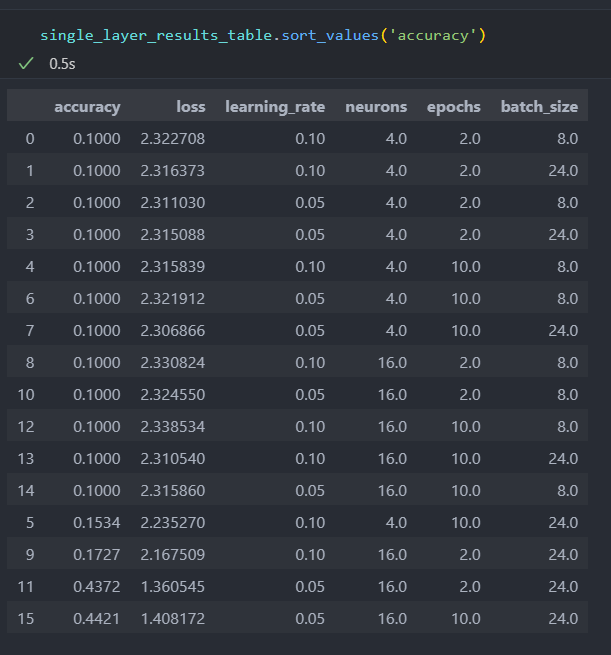 single_layer_results_table.sort_values('accuracy')
0.5s
accuracy loss learning_rate neurons epochs batch_size
0 0.1000 2.322708 0.10 4.0 2.0 8.0
1 0.1000 2.316373 0.10 4.0 2.0 24.0
2 0.1000 2.311030 0.05 4.0 2.0 8.0
3 0.1000 2.315088 0.05 4.0 2.0 24.0
4 0.1000 2.315839 0.10 4.0 10.0 8.0
6 0.1000 2.321912 0.05 4.0 10.0 8.0
7 0.1000 2.306866 0.05 4.0 10.0 24.0
8 0.1000 2.330824 0.10 16.0 2.0 8.0
10 0.1000 2.324550 0.05 16.0 2.0 8.0
12 0.1000 2.338534 0.10 16.0 10.0 8.0
13 0.1000 2.310540 0.10 16.0 10.0 24.0
14 0.1000 2.315860 0.05 16.0 10.0 8.0
5 0.1534 2.235270 0.10 4.0 10.0 24.0
9 0.1727 2.167509 0.10 16.0 2.0 24.0
11 0.4372 1.360545 0.05 16.0 2.0 24.0
15 0.4421 1.408172 0.05 16.0 10.0 24.0